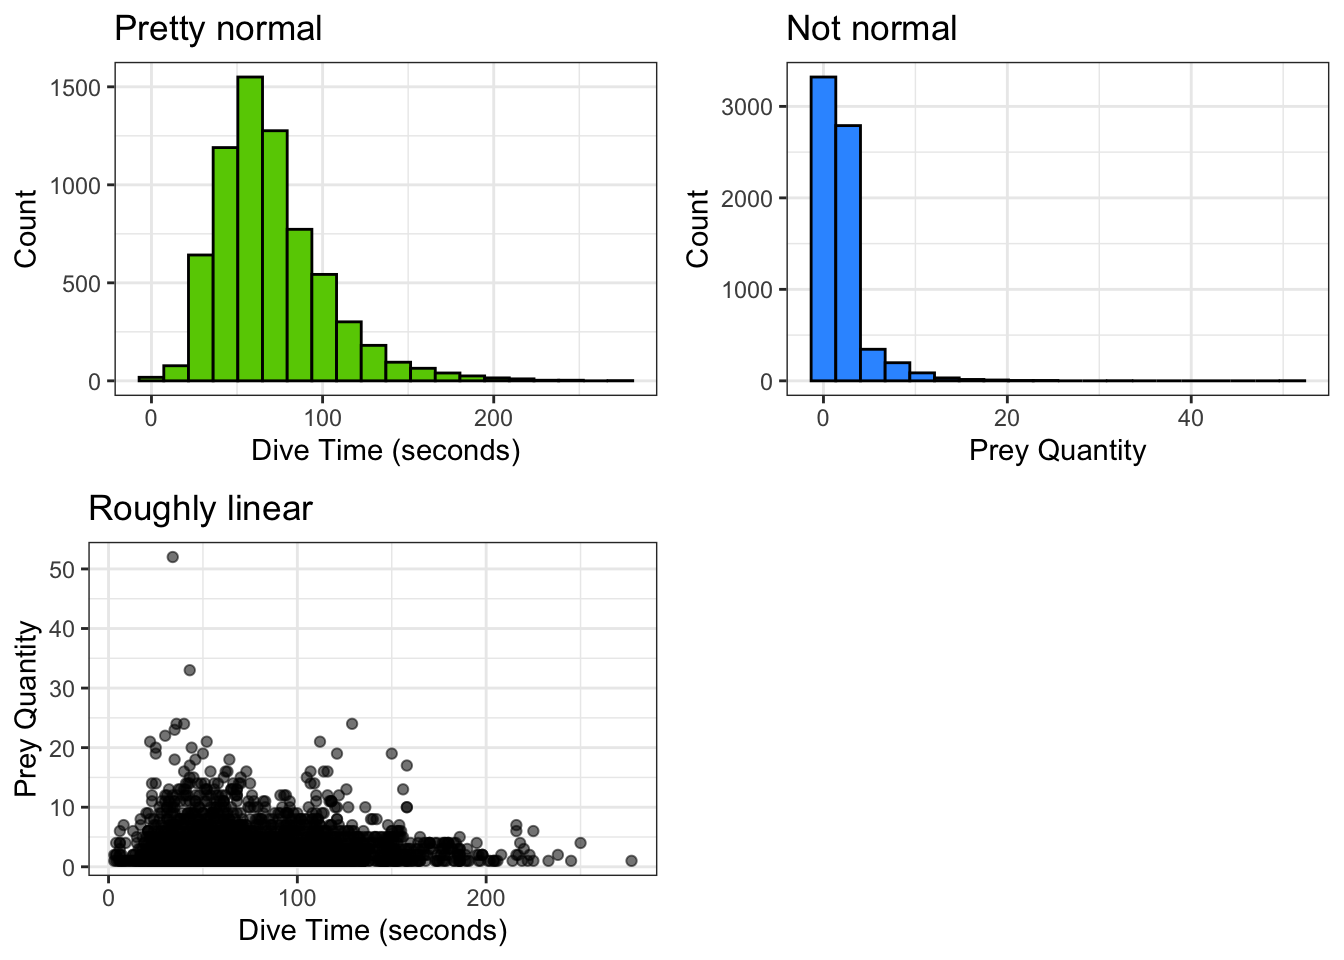 Pretty normal
Count
1500
1000
500
0
0 100 200
Dive Time (seconds)
Not normal
Count
3000
2000
1000
0
0 20 40
Prey Quantity
Roughly linear
Prey Quantity
50
40
30
20
10
0
0 100 200
Dive Time (seconds)